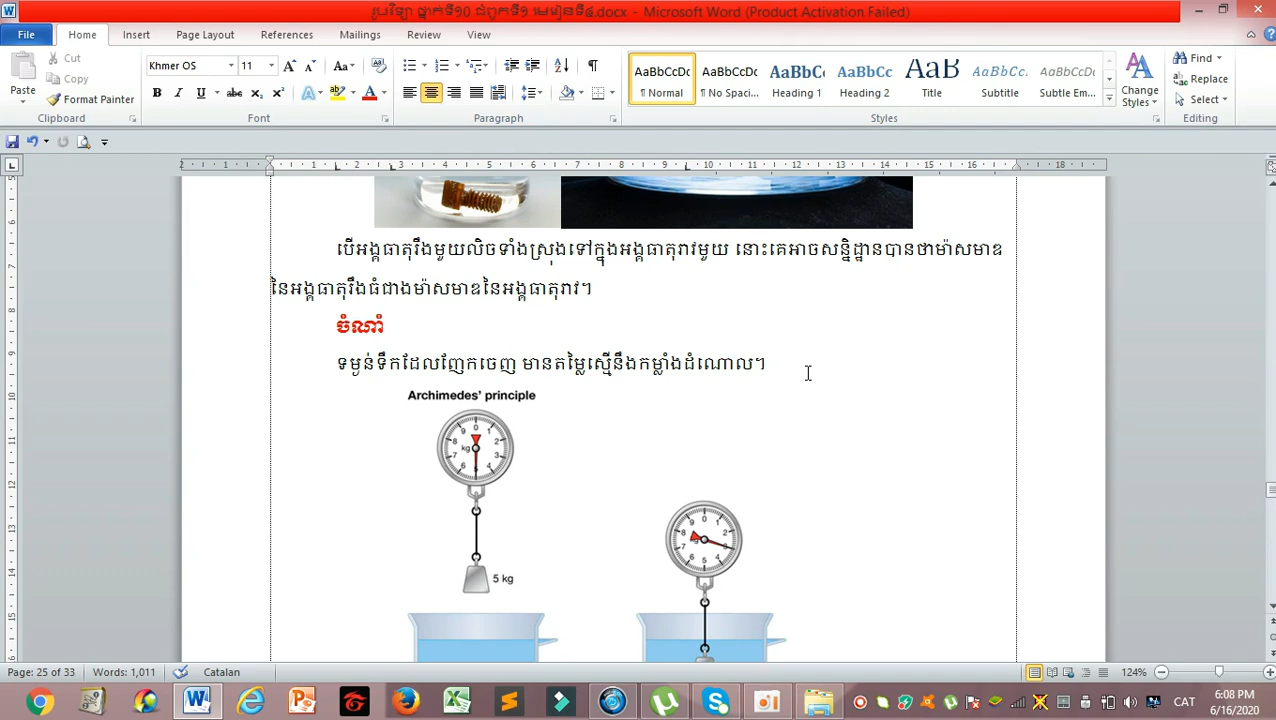 រូបវិទ្យា ថ្នាក់ទី១០ ជំពូកទី១ មេរៀនទី៤.docx - Microsoft Word (Product Activation Failed)
File Home Insert Page Layout References Mailings Review View
Cut
Copy
Format Painter
Paste
Clipboard
Khmer OS 11
Font
Paragraph
AaBbCcDc AaBbCcDc AaBbCc AaBbCc AaB AaBbCc. AaBbCcDc
¶ Normal ¶ No Spaci... Heading 1 Heading 2 Title Subtitle Subtle Em...
Change Styles
Styles
Find
Replace
Select
Editing
បើអង្គធាតុរឹងមួយលិចទាំងស្រុងទៅក្នុងអង្គធាតុរាវមួយ នោះគេអាចសន្និដ្ឋានបានថាម៉ាសមាឌ
នៃអង្គធាតុរឹងធំជាងម៉ាសមាឌនៃអង្គធាតុរាវ។
ចំណាំ
ទម្ងន់ទឹកដែលញែកចេញ មានតម្លៃស្មើនឹងកម្លាំងដំណោល។
Archimedes' principle
kg
5 kg
Page: 25 of 33 Words: 1,011 Catalan 124%
CAT 6:08 PM
6/16/2020